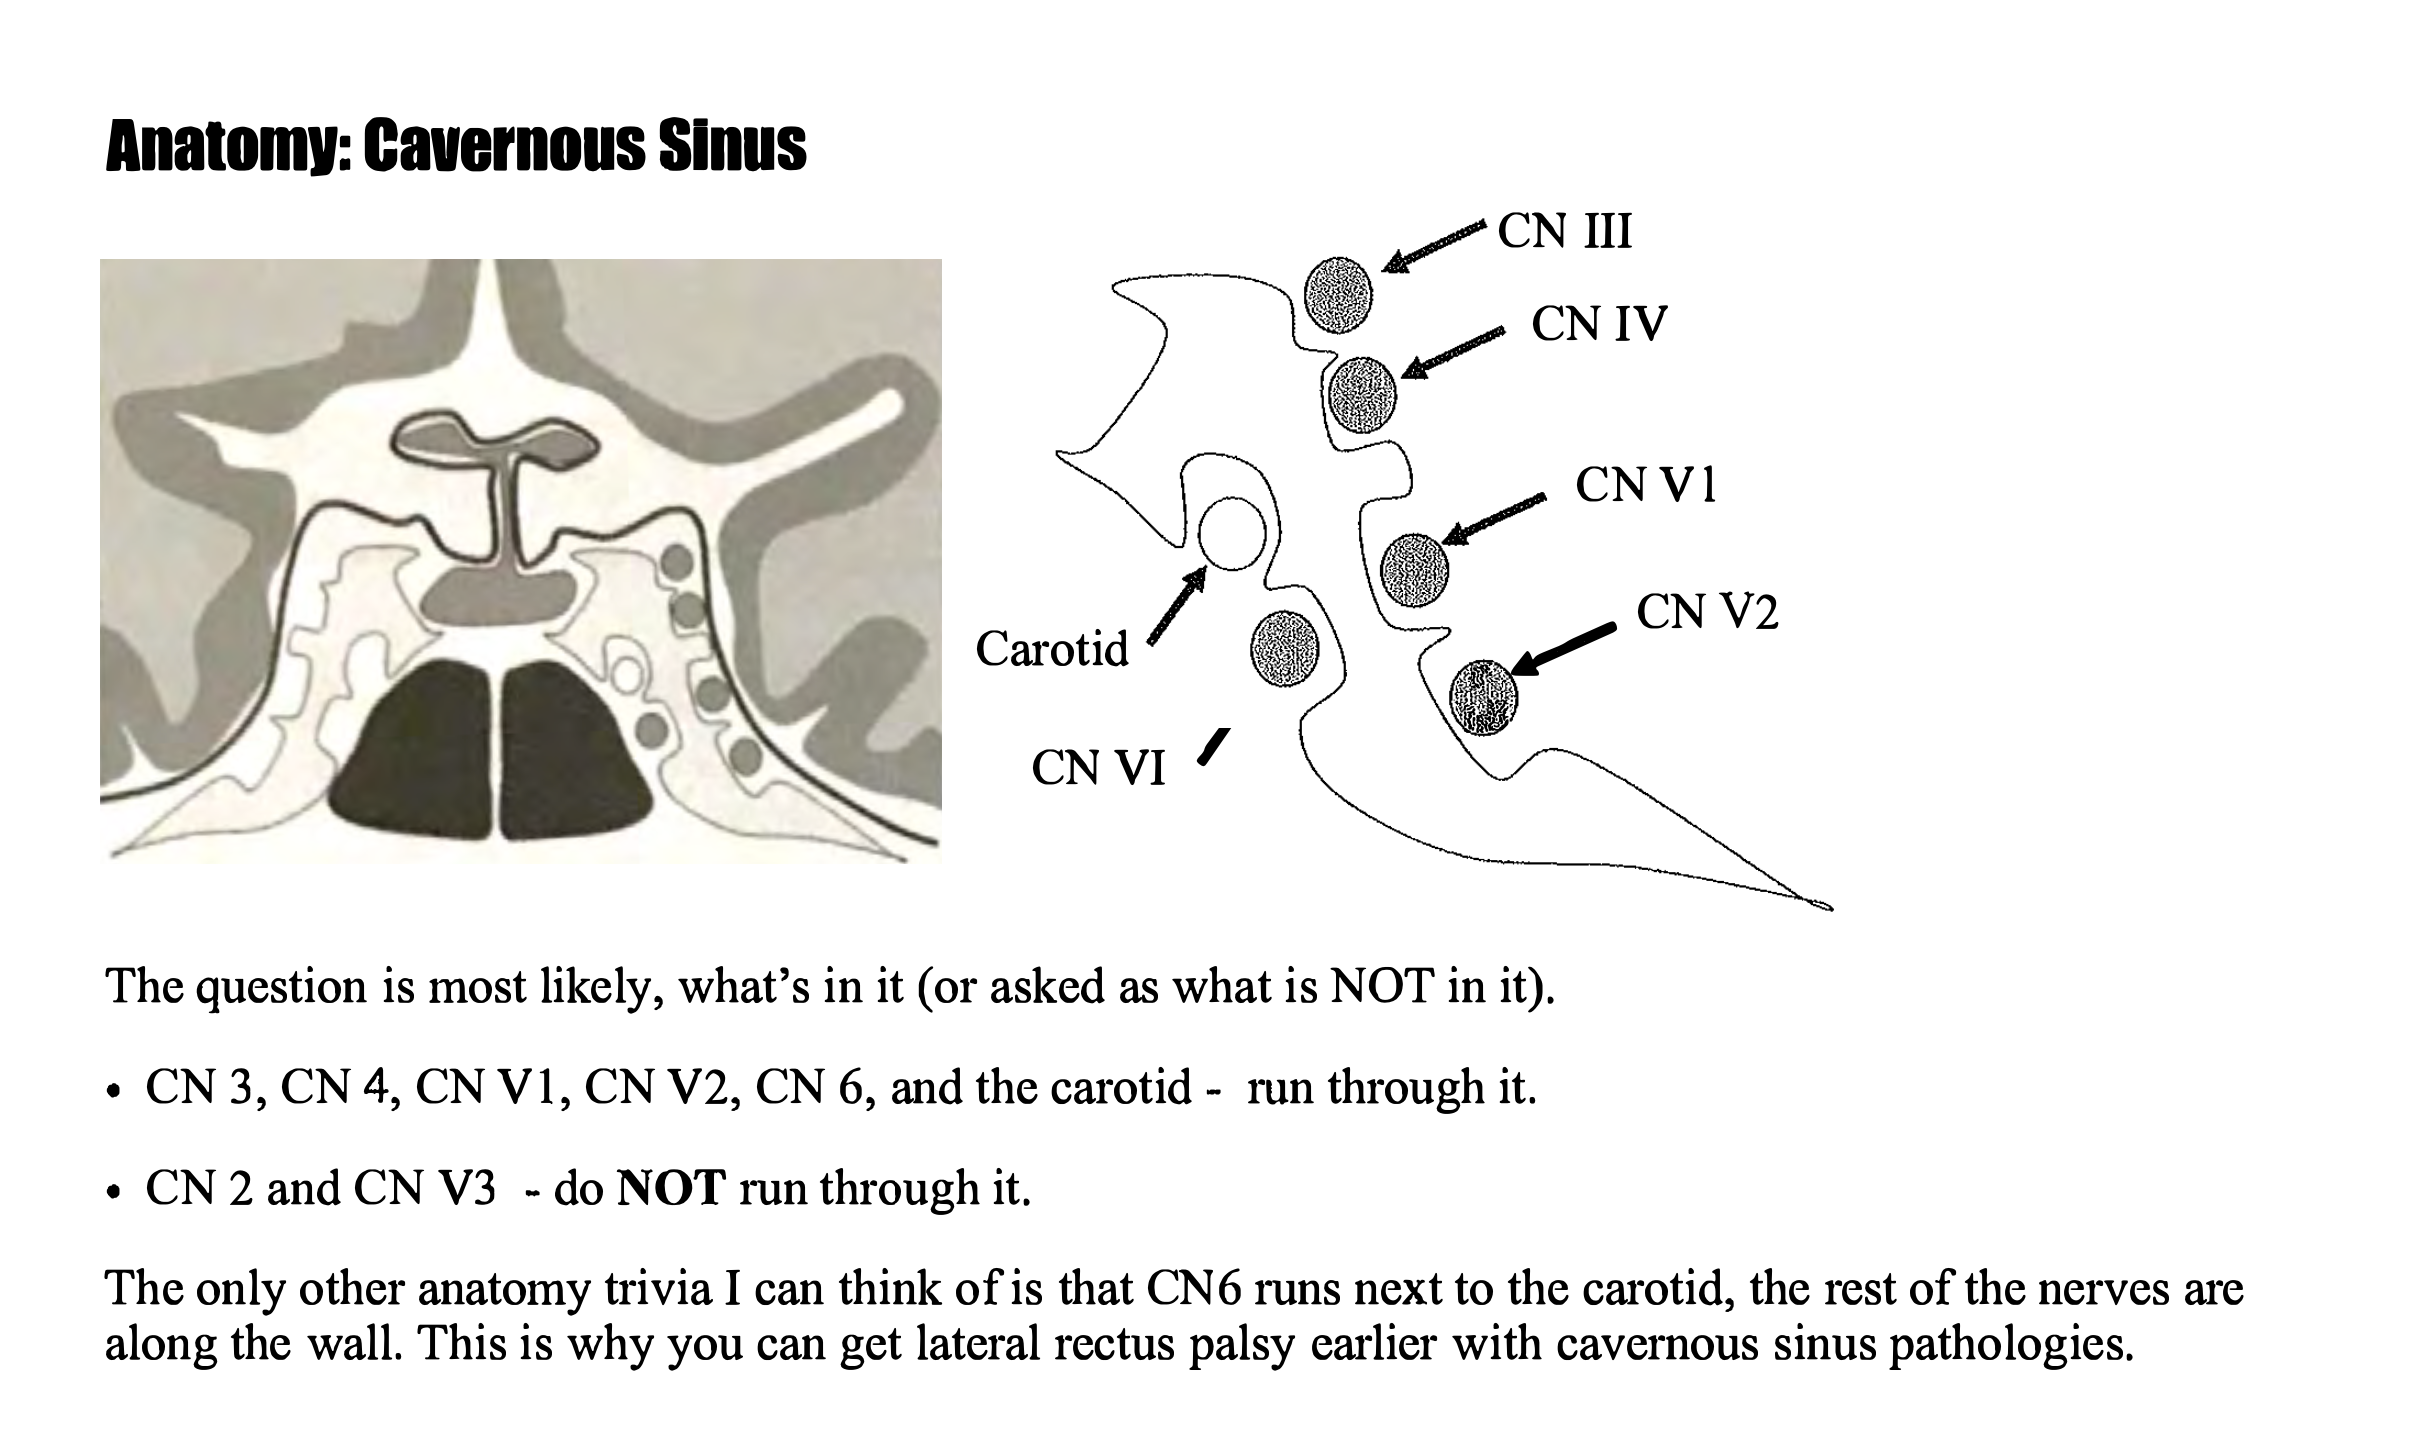 Anatomy: Cavernous Sinus
CN III
CN IV
CN V1
CN V2
Carotid
CN VI
The question is most likely, what's in it (or asked as what is NOT in it).
• CN 3, CN 4, CN V1, CN V2, CN 6, and the carotid - run through it.
• CN 2 and CN V3 - do NOT run through it.
The only other anatomy trivia I can think of is that CN6 runs next to the carotid, the rest of the nerves are
along the wall. This is why you can get lateral rectus palsy earlier with cavernous sinus pathologies.